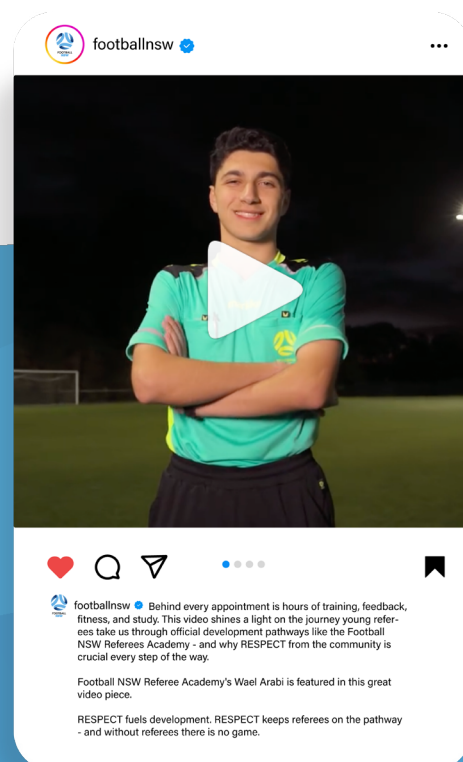 footballnsw
footballnsw Behind every appointment is hours of training, feedback,
fitness, and study. This video shines a light on the journey young refer-
ees take us through official development pathways like the Football
NSW Referees Academy - and why RESPECT from the community is
crucial every step of the way.
Football NSW Referee Academy's Wael Arabi is featured in this great
video piece.
RESPECT fuels development. RESPECT keeps referees on the pathway
- and without referees there is no game.